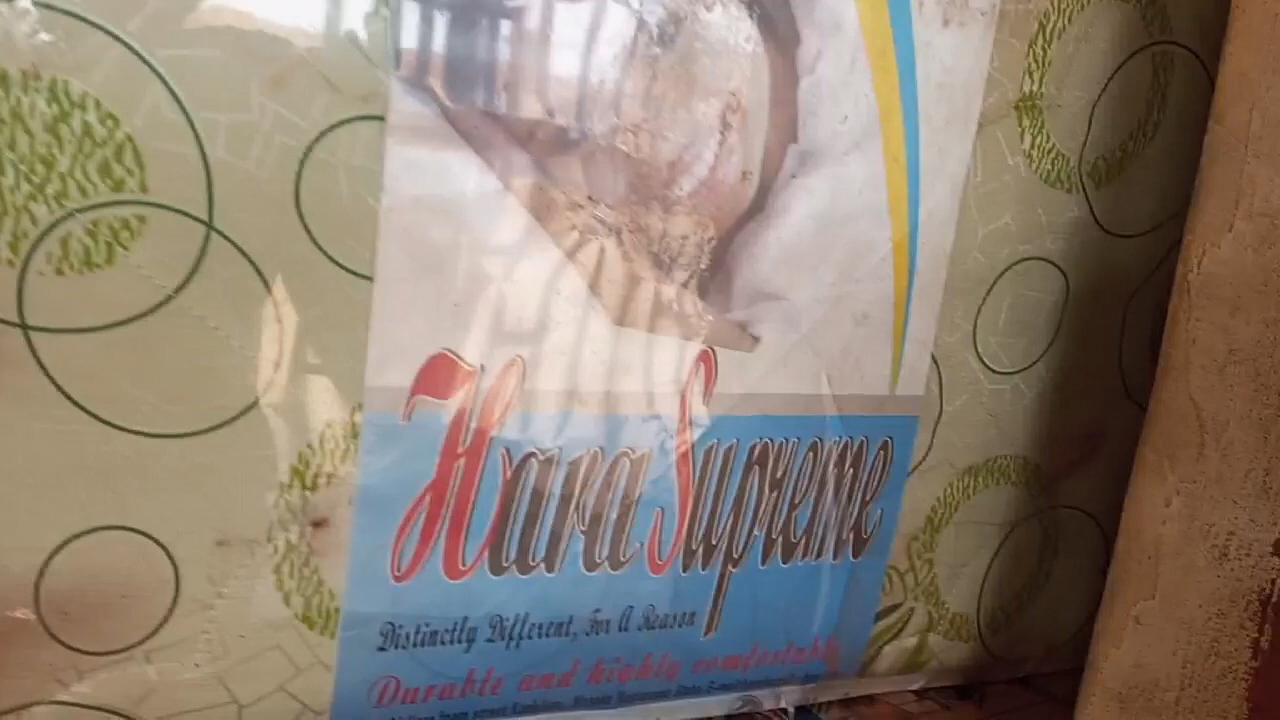 Hara Supreme
Distinctly Different, For A Reason
Durable and highly comfortable